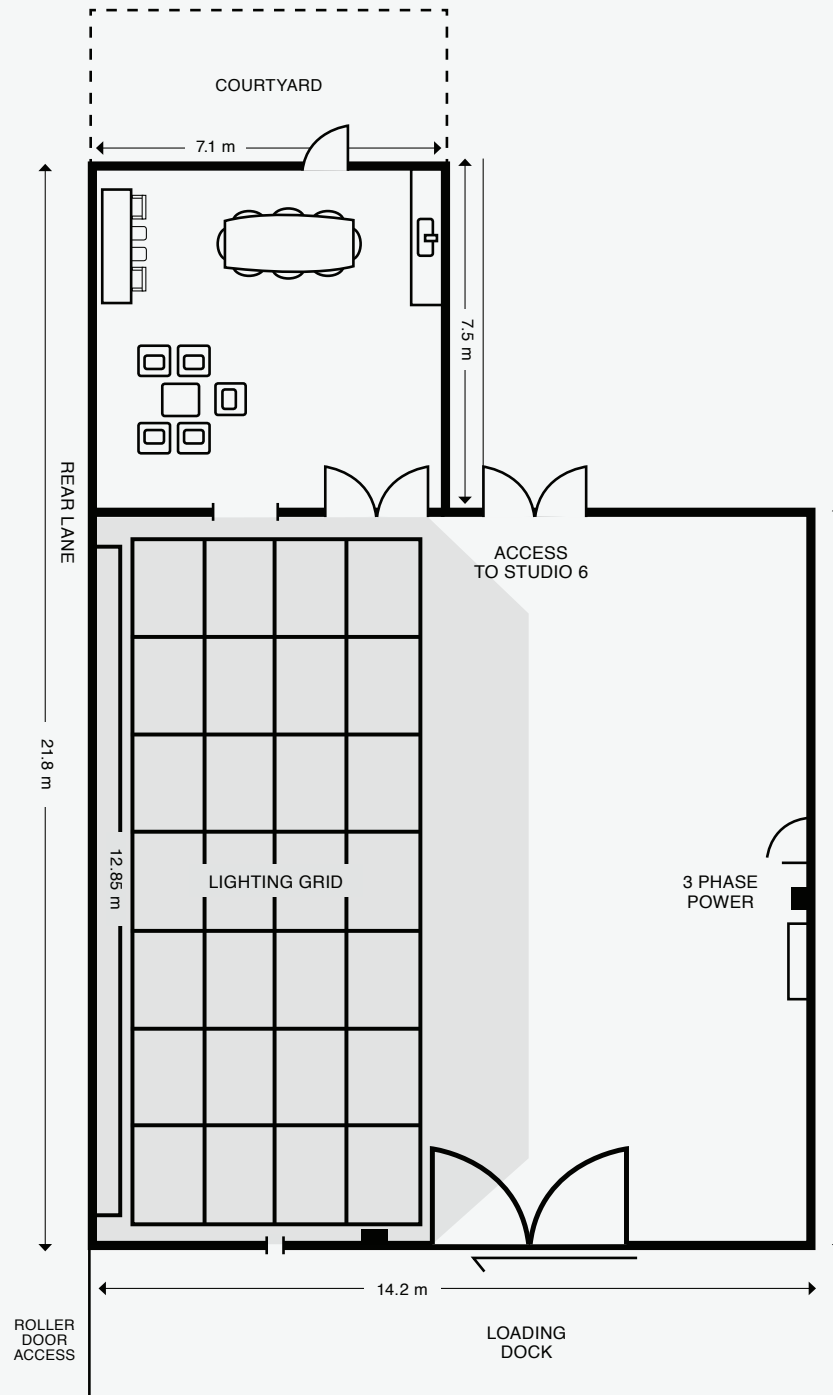 COURTYARD
7.1 m
7.5 m
REAR LANE
ACCESS
TO STUDIO 6
21.8 m
12.85 m
LIGHTING GRID
3 PHASE
POWER
14.2 m
ROLLER
DOOR
ACCESS
LOADING
DOCK